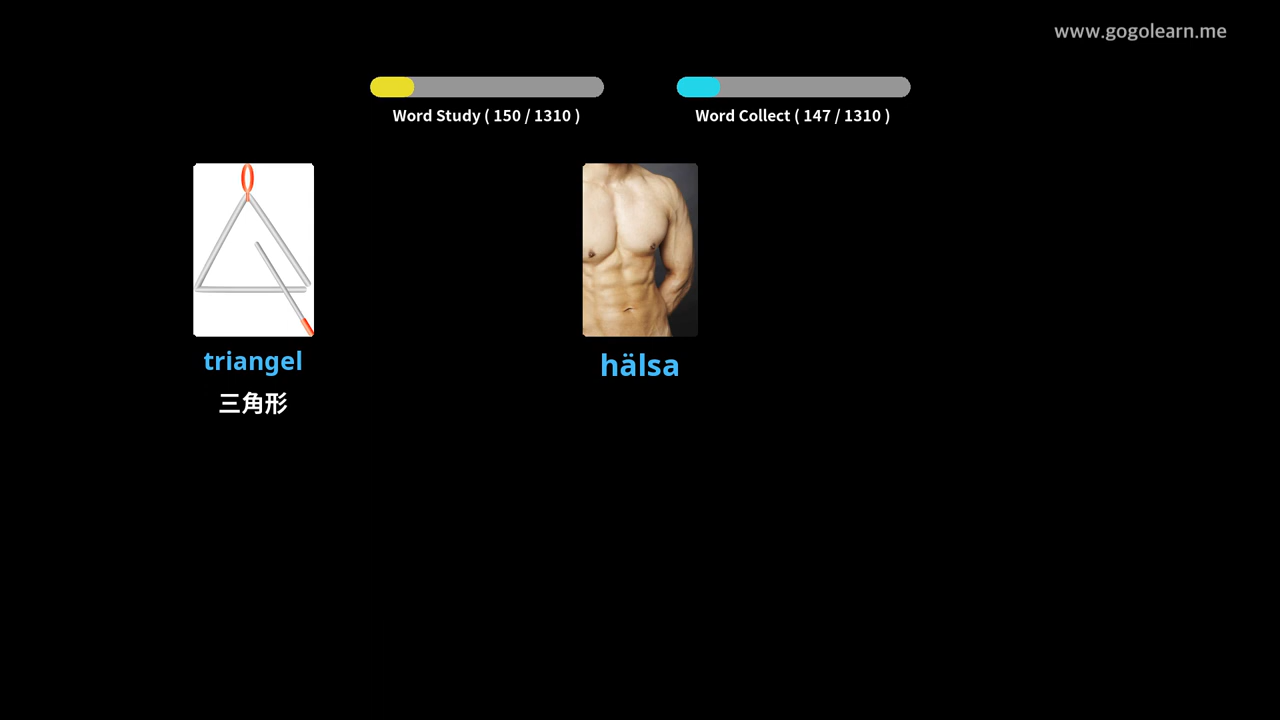 www.gogolearn.me
Word Study ( 150 / 1310 )
Word Collect ( 147 / 1310 )
triangel
三角形
hälsa